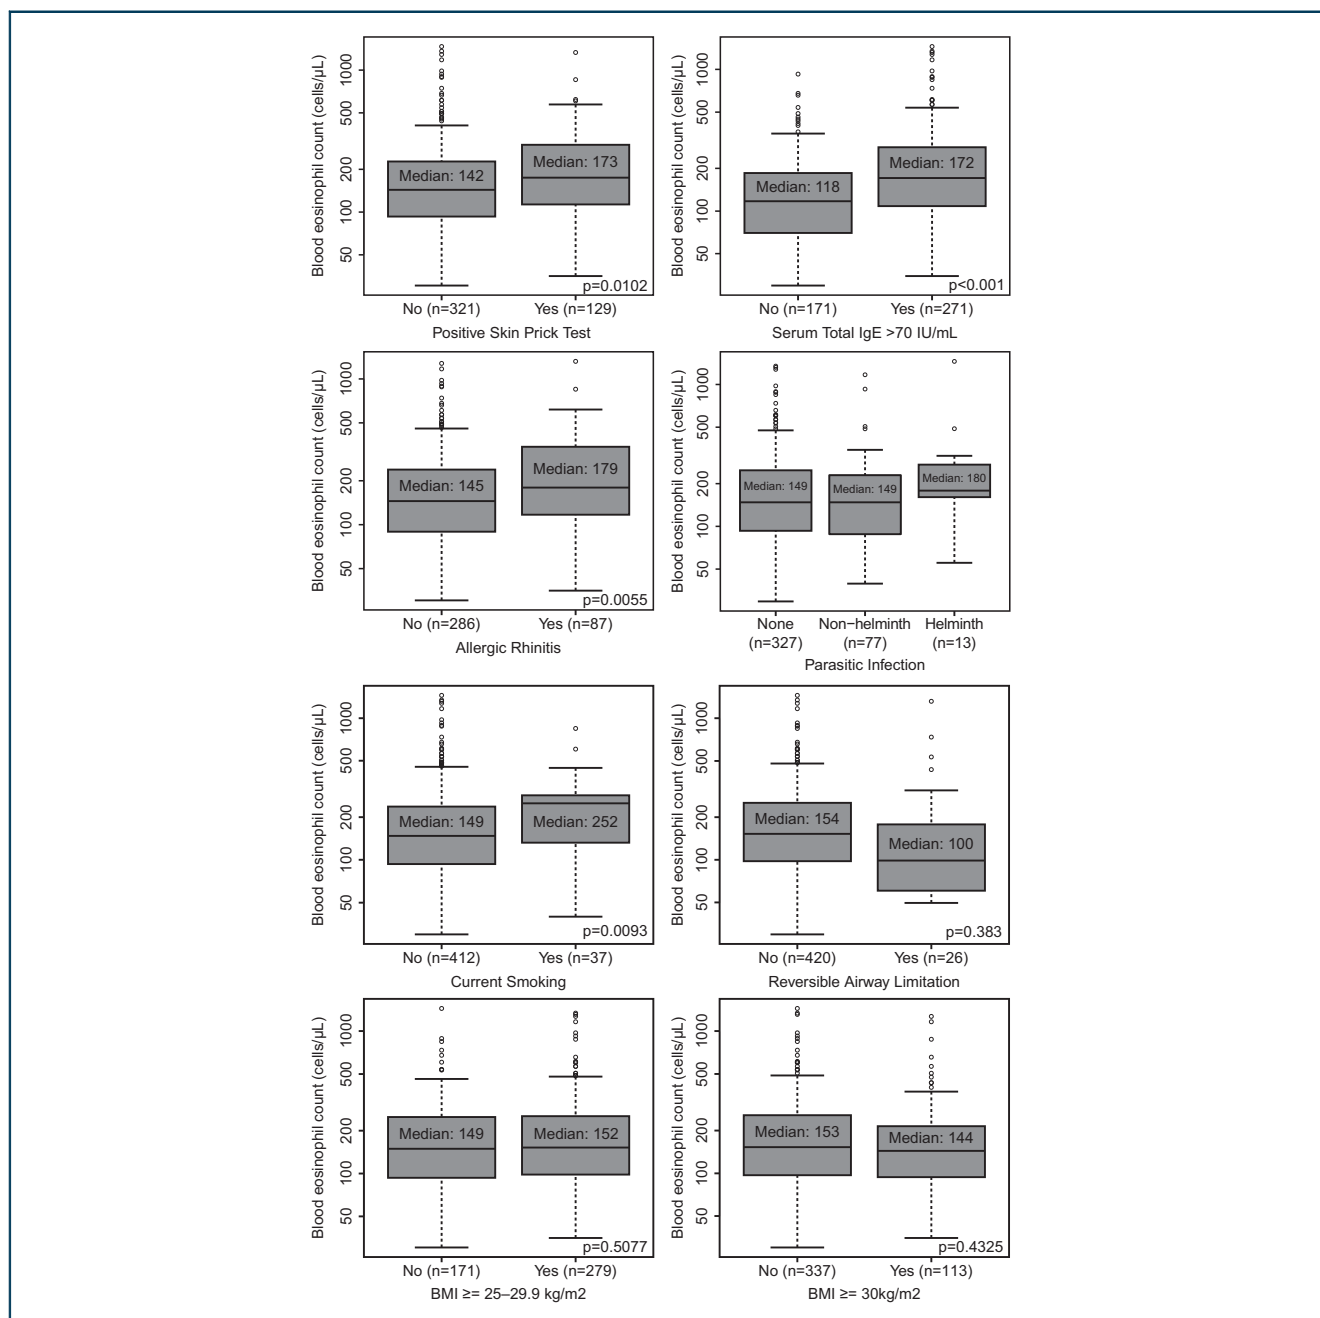 Blood eosinophil count (cells/µL)
1000
500
200
100
50
Median: 142
Median: 173
p=0.0102
No (n=321) Yes (n=129)
Positive Skin Prick Test
Blood eosinophil count (cells/µL)
1000
500
200
100
50
Median: 118
Median: 172
p<0.001
No (n=171) Yes (n=271)
Serum Total IgE >70 IU/mL
Blood eosinophil count (cells/µL)
1000
500
200
100
50
Median: 145
Median: 179
p=0.0055
No (n=286) Yes (n=87)
Allergic Rhinitis
Blood eosinophil count (cells/µL)
1000
500
200
100
50
Median: 149
Median: 149
Median: 180
None Non−helminth Helminth
(n=327) (n=77) (n=13)
Parasitic Infection
Blood eosinophil count (cells/µL)
1000
500
200
100
50
Median: 149
Median: 252
p=0.0093
No (n=412) Yes (n=37)
Current Smoking
Blood eosinophil count (cells/µL)
1000
500
200
100
50
Median: 154
Median: 100
p=0.383
No (n=420) Yes (n=26)
Reversible Airway Limitation
Blood eosinophil count (cells/µL)
1000
500
200
100
50
Median: 149
Median: 152
p=0.5077
No (n=171) Yes (n=279)
BMI ≥= 25–29.9 kg/m2
Blood eosinophil count (cells/µL)
1000
500
200
100
50
Median: 153
Median: 144
p=0.4325
No (n=337) Yes (n=113)
BMI ≥= 30kg/m2